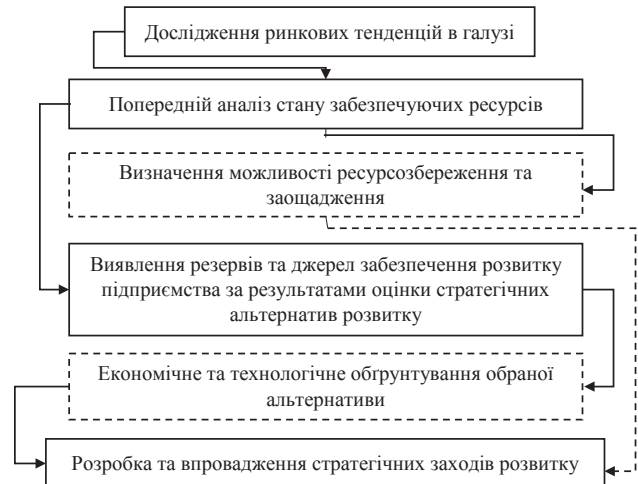 Дослідження ринкових тенденцій в галузі
Попередній аналіз стану забезпечуючих ресурсів
Визначення можливості ресурсозбереження та
заощадження
Виявлення резервів та джерел забезпечення розвитку
підприємства за результатами оцінки стратегічних
альтернатив розвитку
Економічне та технологічне обґрунтування обраної
альтернативи
Розробка та впровадження стратегічних заходів розвитку